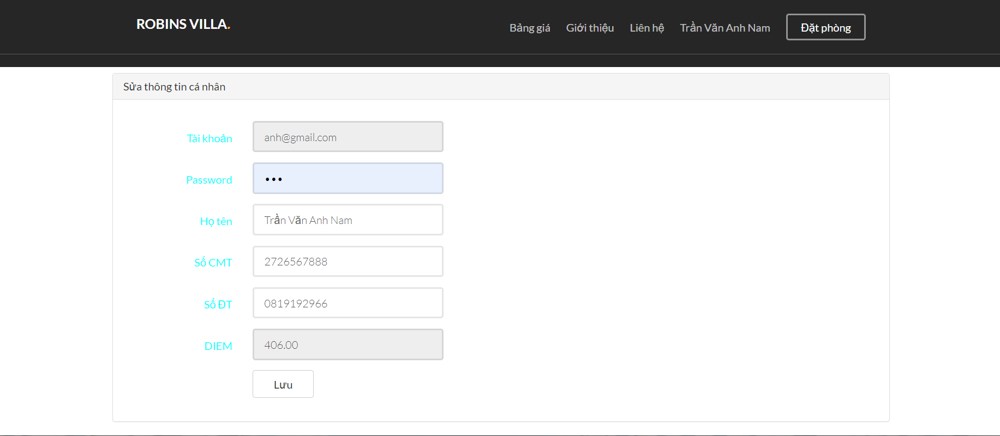 ROBINS VILLA.
Bảng giá Giới thiệu Liên hệ Trần Văn Anh Nam Đặt phòng
Sửa thông tin cá nhân
Tài khoản anh@gmail.com
Password •••
Họ tên Trần Văn Anh Nam
Số CMT 2726567888
Số ĐT 0819192966
DIEM 406.00
Lưu